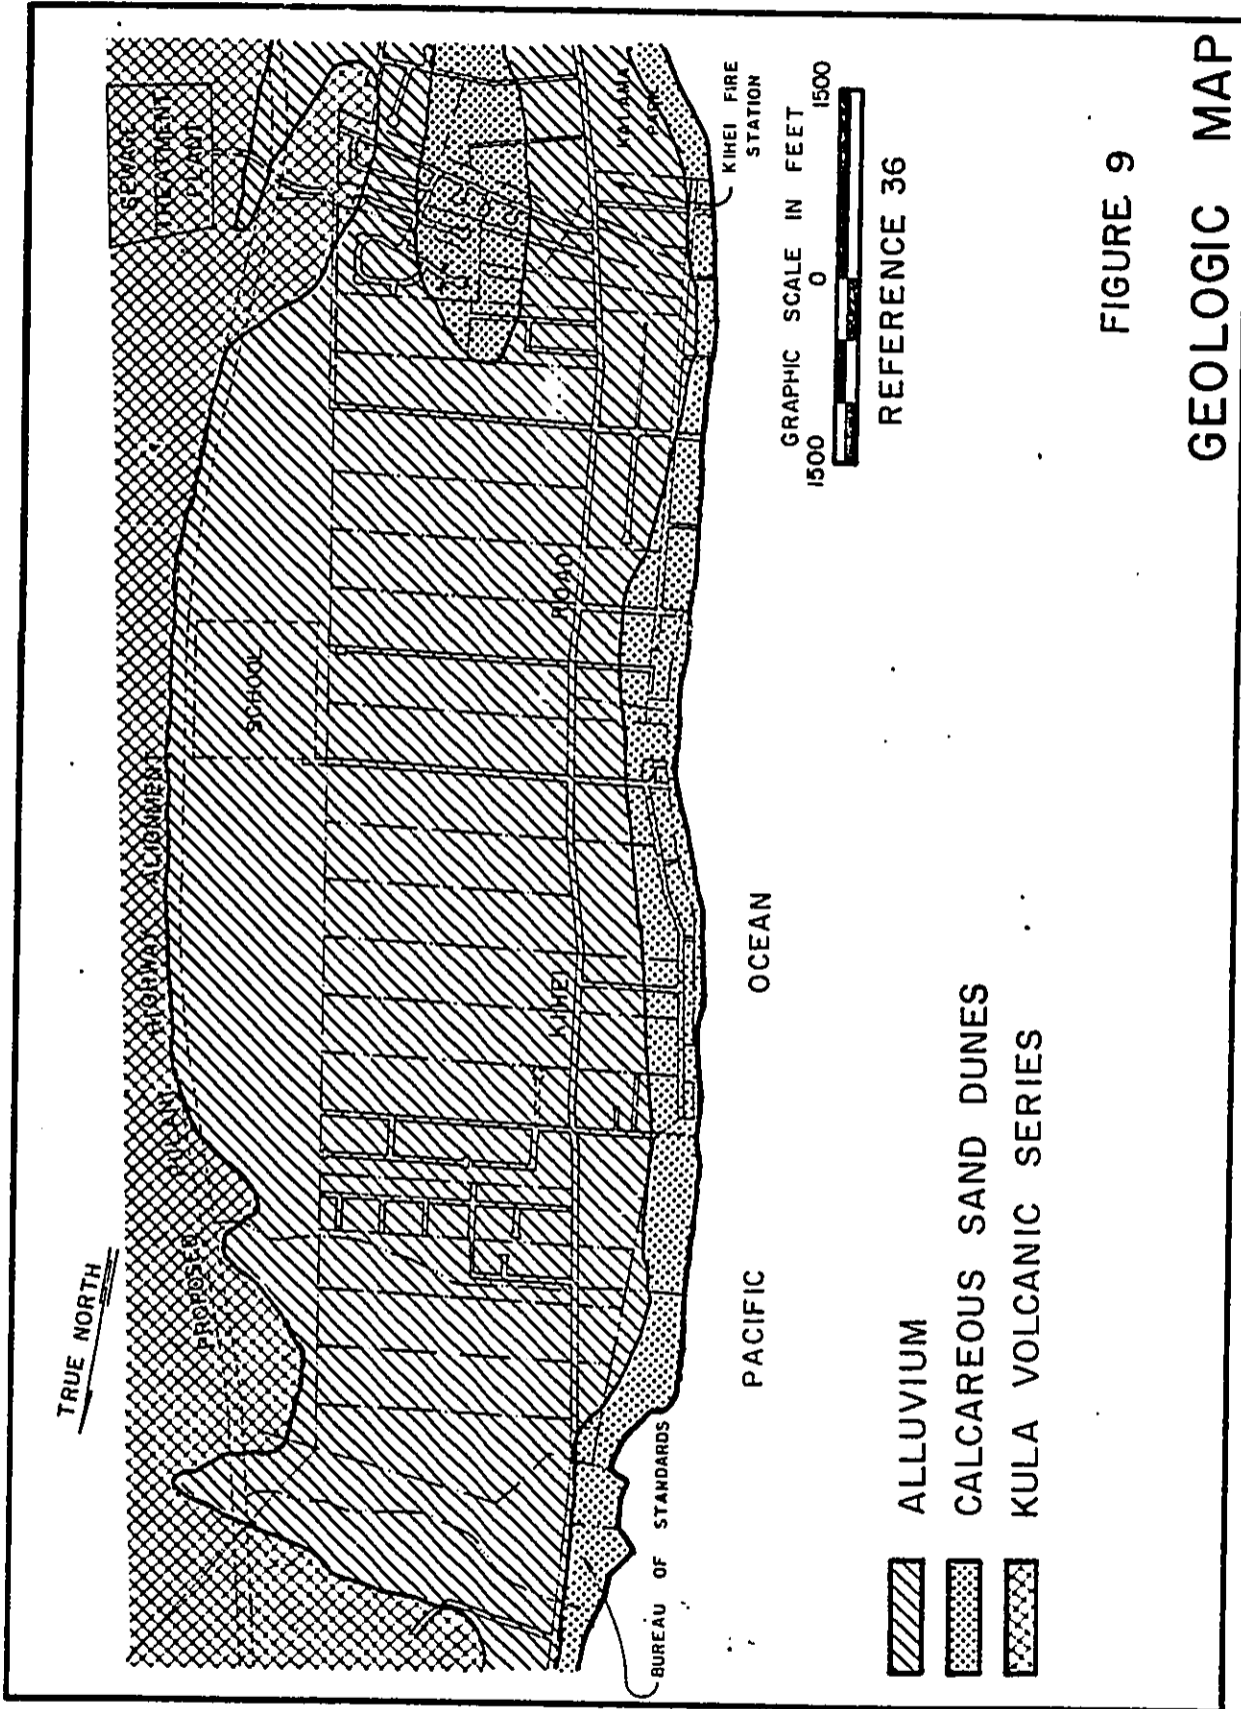 TRUE NORTH
SEWAGE
TREATMENT
PLANT
PROPOSED PIILANI HIGHWAY ALIGNMENT
SCHOOL
KIHEI ROAD
KALAMA
PARK
KIHEI FIRE
STATION
BUREAU OF STANDARDS
PACIFIC OCEAN
GRAPHIC SCALE IN FEET
1500 0 1500
REFERENCE 36
ALLUVIUM
CALCAREOUS SAND DUNES
KULA VOLCANIC SERIES
FIGURE 9
GEOLOGIC MAP